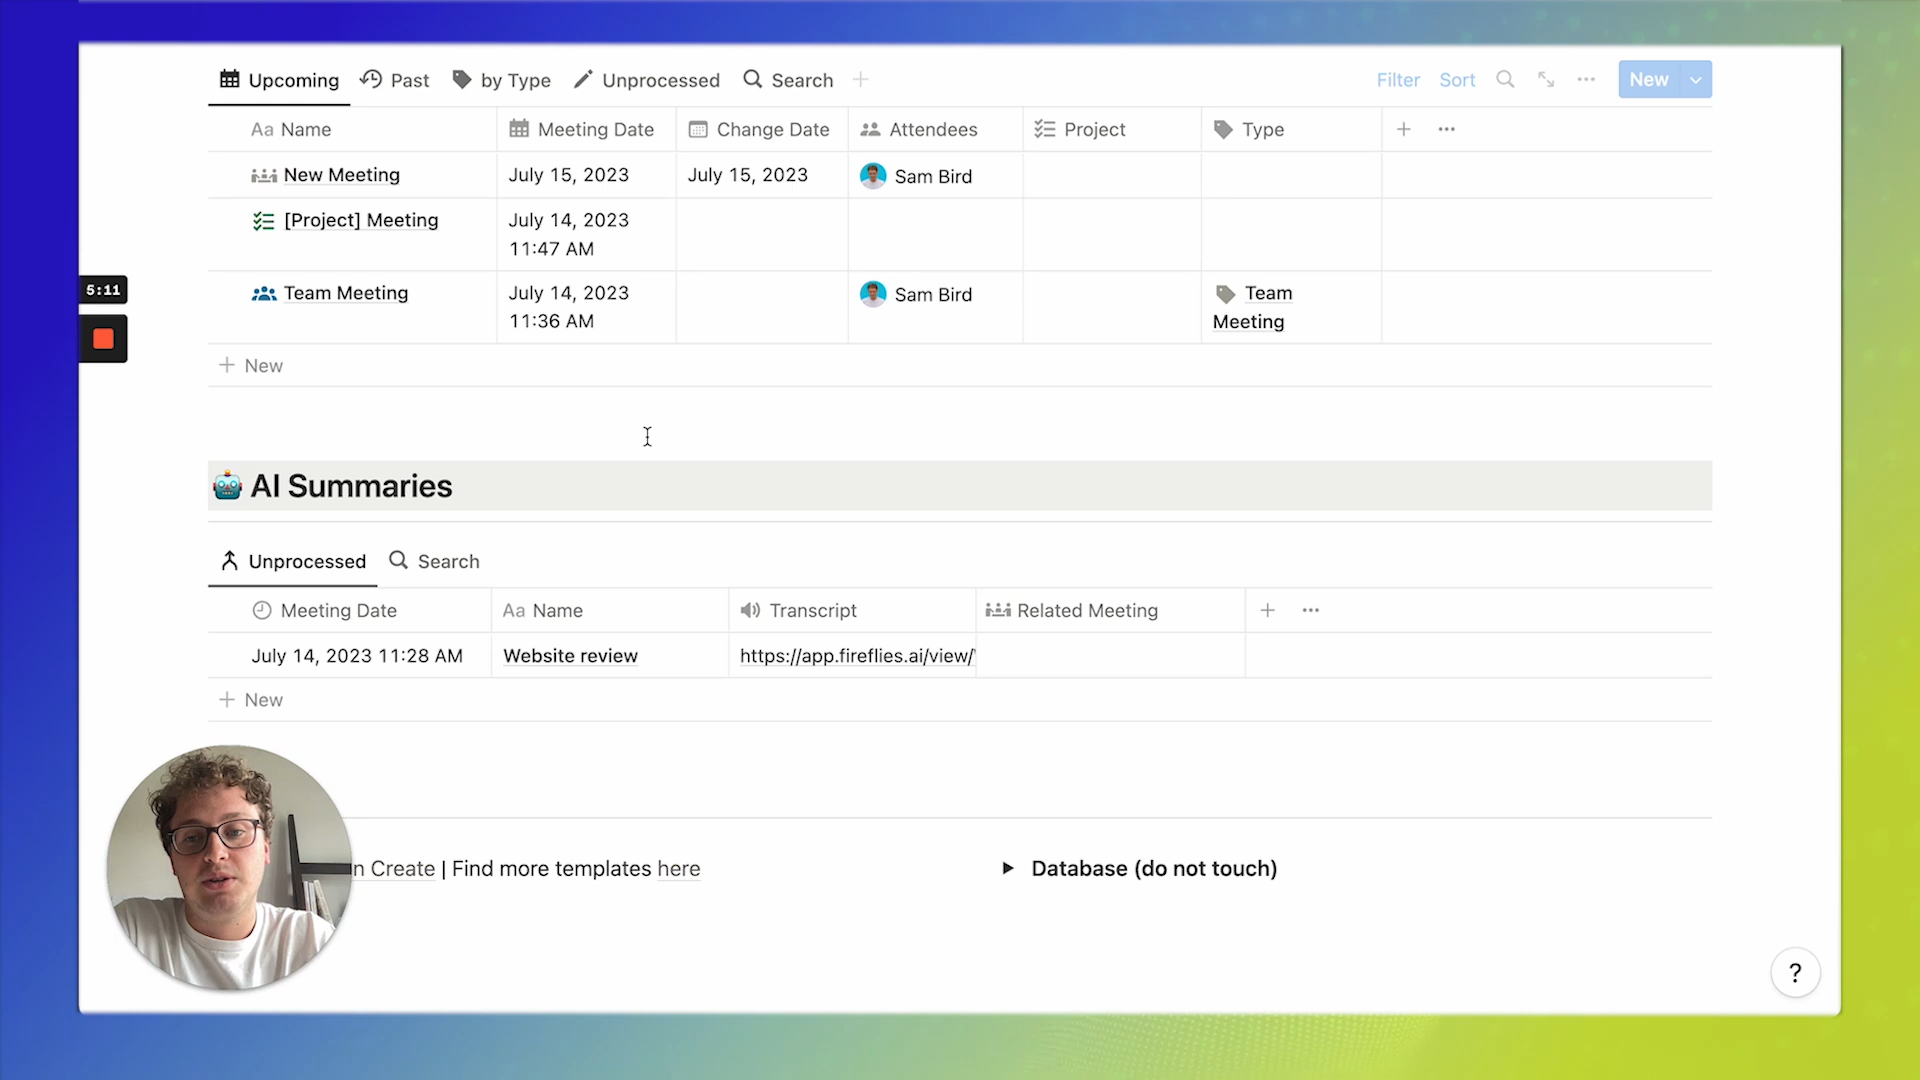 Upcoming Past by Type Unprocessed Search Filter Sort New
Aa Name Meeting Date Change Date Attendees Project Type
New Meeting July 15, 2023 July 15, 2023 Sam Bird
[Project] Meeting July 14, 2023
11:47 AM
Team Meeting July 14, 2023 Sam Bird Team
11:36 AM Meeting
5:11
+ New
AI Summaries
Unprocessed Search
Meeting Date Aa Name Transcript Related Meeting
July 14, 2023 11:28 AM Website review https://app.fireflies.ai/view/
+ New
n Create | Find more templates here Database (do not touch)
?